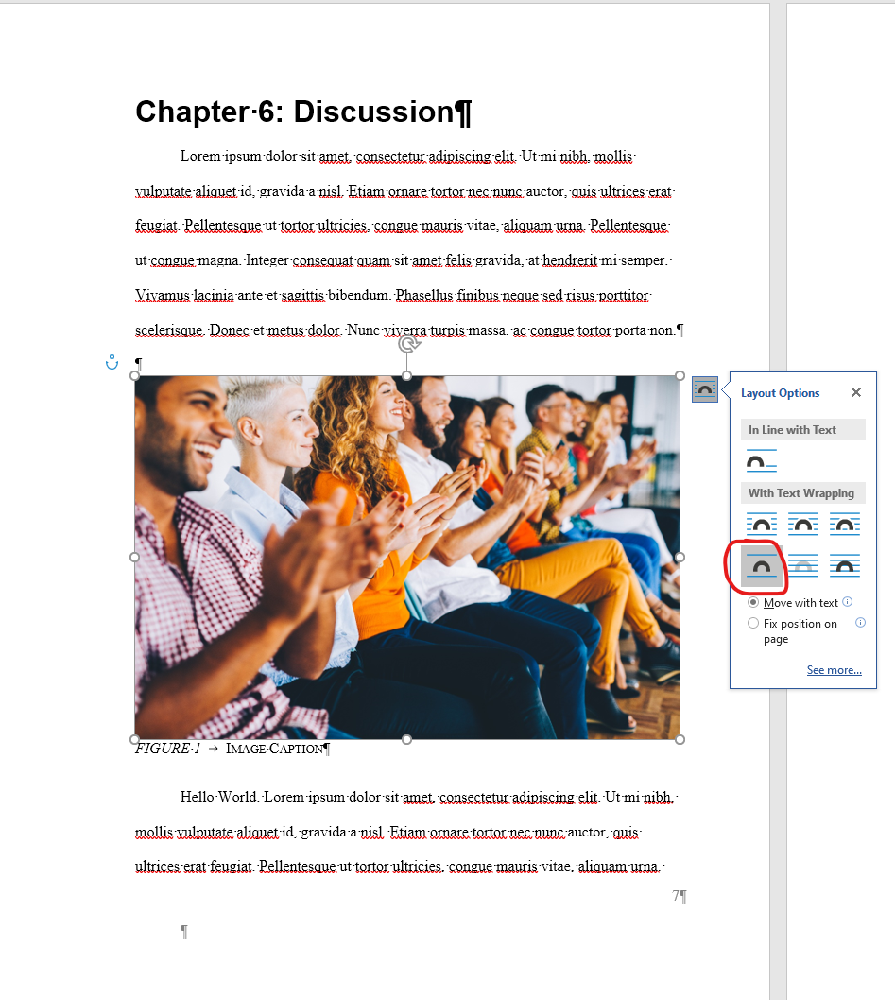 Chapter·6: Discussion¶
Lorem·ipsum·dolor·sit·amet,·consectetur·adipiscing·elit.·Ut·mi·nibh,·mollis·
vulputate·aliquet·id,·gravida·a·nisl.·Etiam·ornare·tortor·nec·nunc·auctor,·quis·ultrices·erat·
feugiat.·Pellentesque·ut·tortor·ultricies,·congue·mauris·vitae,·aliquam·urna.·Pellentesque·
ut·congue·magna.·Integer·consequat·quam·sit·amet·felis·gravida,·at·hendrerit·mi·semper.·
Vivamus·lacinia·ante·et·sagittis·bibendum.·Phasellus·finibus·neque·sed·risus·porttitor·
scelerisque.·Donec·et·metus·dolor.·Nunc·viverra·turpis·massa,·ac·congue·tortor·porta·non.¶
¶
Layout Options
In Line with Text
With Text Wrapping
Move with text
Fix position on
page
See more...
FIGURE·1 → IMAGE·CAPTION¶
Hello·World.·Lorem·ipsum·dolor·sit·amet,·consectetur·adipiscing·elit.·Ut·mi·nibh,·
mollis·vulputate·aliquet·id,·gravida·a·nisl.·Etiam·ornare·tortor·nec·nunc·auctor,·quis·
ultrices·erat·feugiat.·Pellentesque·ut·tortor·ultricies,·congue·mauris·vitae,·aliquam·urna.·
7¶
¶